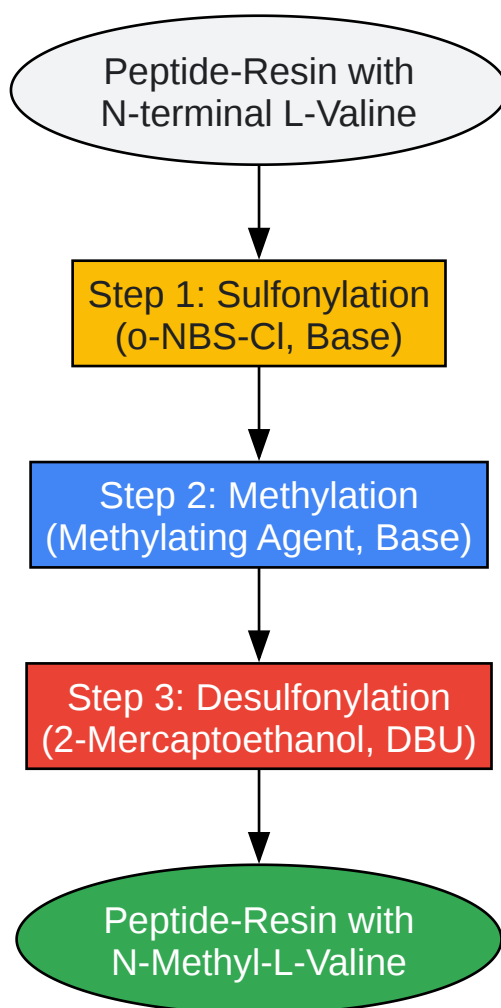 Peptide-Resin with
N-terminal L-Valine
Step 1: Sulfonylation
(o-NBS-Cl, Base)
Step 2: Methylation
(Methylating Agent, Base)
Step 3: Desulfonylation
(2-Mercaptoethanol, DBU)
Peptide-Resin with
N-Methyl-L-Valine